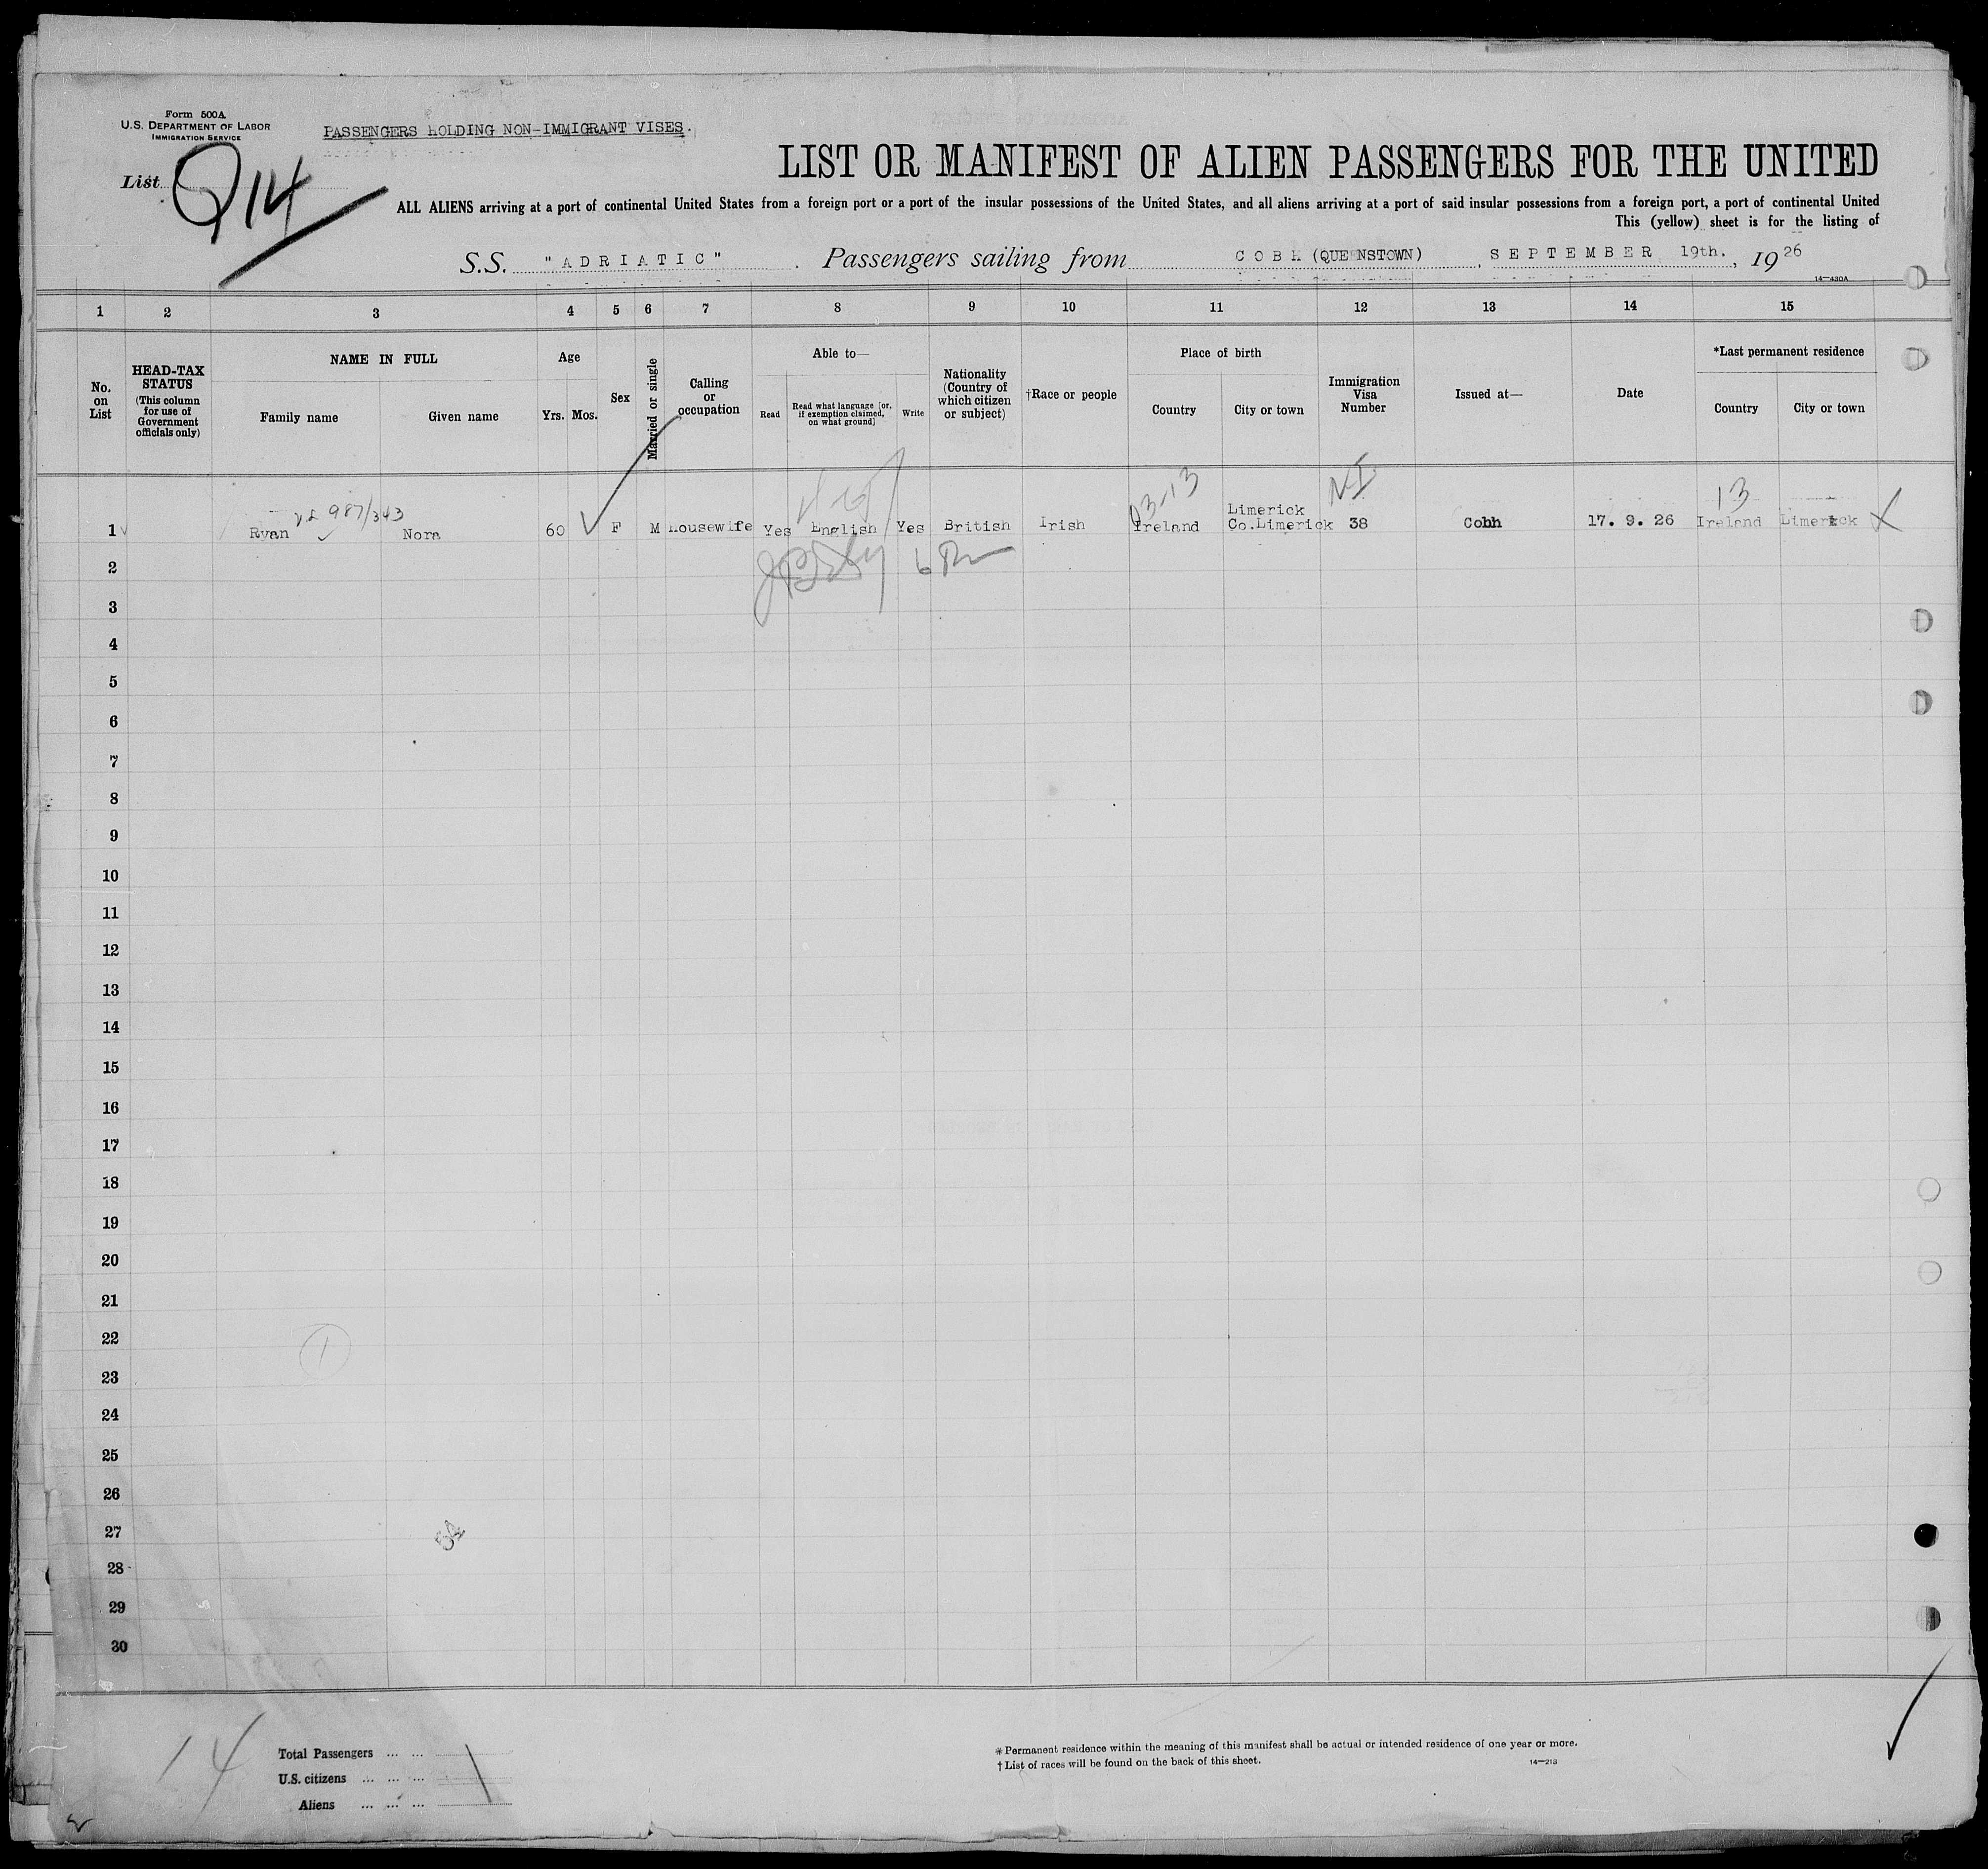 Form 500A
U.S. DEPARTMENT OF LABOR
IMMIGRATION SERVICE
PASSENGERS HOLDING NON-IMMIGRANT VISES.
List 214
LIST OR MANIFEST OF ALIEN PASSENGERS FOR THE UNITED
ALL ALIENS arriving at a port of continental United States from a foreign port or a port of the insular possessions of the United States, and all aliens arriving at a port of said insular possessions from a foreign port, a port of continental United
This (yellow) sheet is for the listing of
S.S. "ADRIATIC" . Passengers sailing from COBH (QUEENSTOWN) , SEPTEMBER 19th. , 1926
14—430A
1 2 3 4 5 6 7 8 9 10 11 12 13 14 15
No. on List
HEAD-TAX STATUS
(This column for use of Government officials only)
NAME IN FULL
Family name Given name
Age
Yrs. Mos.
Sex
Married or single
Calling or occupation
Able to—
Read
Read what language [or, if exemption claimed, on what ground]
Write
Nationality (Country of which citizen or subject)
†Race or people
Place of birth
Country City or town
Immigration Visa Number
Issued at—
Date
*Last permanent residence
Country City or town
987/343 13-13 NI 13
1 Ryan Nora 60 F M Housewife Yes English Yes British Irish Ireland Limerick Co.Limerick 38 Cobh 17. 9. 26 Ireland Limerick X
2
3
4
5
6
7
8
9
10
11
12
13
14
15
16
17
18
19
20
21
22
1
23
24
25
26
27
28
29
30
14
Total Passengers ... ...
U.S. citizens ... ... ...
Aliens ... ... ...
* Permanent residence within the meaning of this manifest shall be actual or intended residence of one year or more.
† List of races will be found on the back of this sheet.
14—213